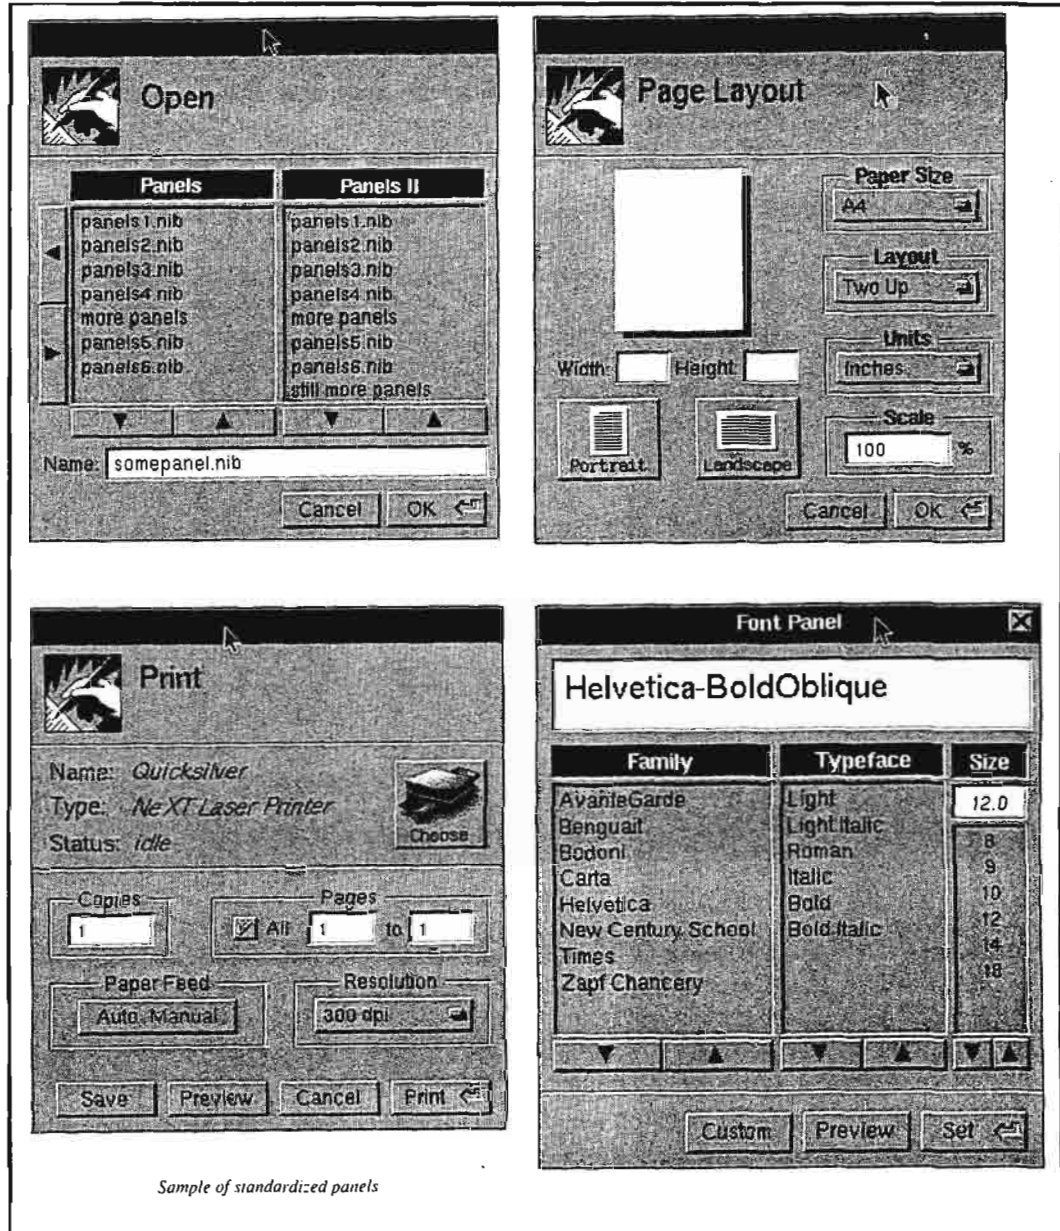 Open
Panels
Panels II
panels1.nib
panels2.nib
panels3.nib
panels4.nib
more panels
panels5.nib
panels6.nib
panels1.nib
panels2.nib
panels3.nib
panels4.nib
more panels
panels5.nib
panels6.nib
still more panels
Name: somepanel.nib
Cancel
OK
Page Layout
Paper Size
A4
Layout
Two Up
Units
Inches
Scale
100 %
Width:
Height:
Portrait
Landscape
Cancel
OK
Print
Name: Quicksilver
Type: NeXT Laser Printer
Status: idle
Choose
Copies
1
Pages
All 1 to 1
Paper Feed
Auto Manual
Resolution
300 dpi
Save
Preview
Cancel
Print
Font Panel
Helvetica-BoldOblique
Family
Typeface
Size
AvanteGarde
Benguait
Bodoni
Carta
Helvetica
New Century School
Times
Zapf Chancery
Light
Light Italic
Roman
Italic
Bold
Bold Italic
12.0
8
9
10
12
14
18
Custom
Preview
Set
Sample of standardized panels